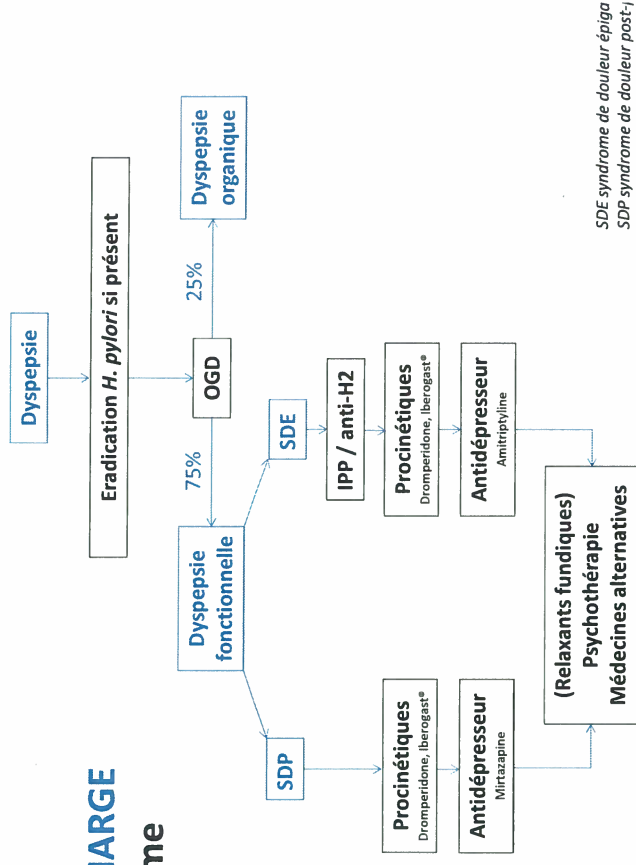 HARGE
me
Dyspepsie
Eradication H. pylori si présent
OGD
75%
25%
Dyspepsie
fonctionnelle
Dyspepsie
organique
SDP
SDE
IPP / anti-H2
Procinétiques
Dromperidone, Iberogast®
Procinétiques
Dromperidone, Iberogast®
Antidépresseur
Mirtazapine
Antidépresseur
Amitriptyline
(Relaxants fundiques)
Psychothérapie
Médecines alternatives
SDE syndrome de douleur épiga
SDP syndrome de douleur post-